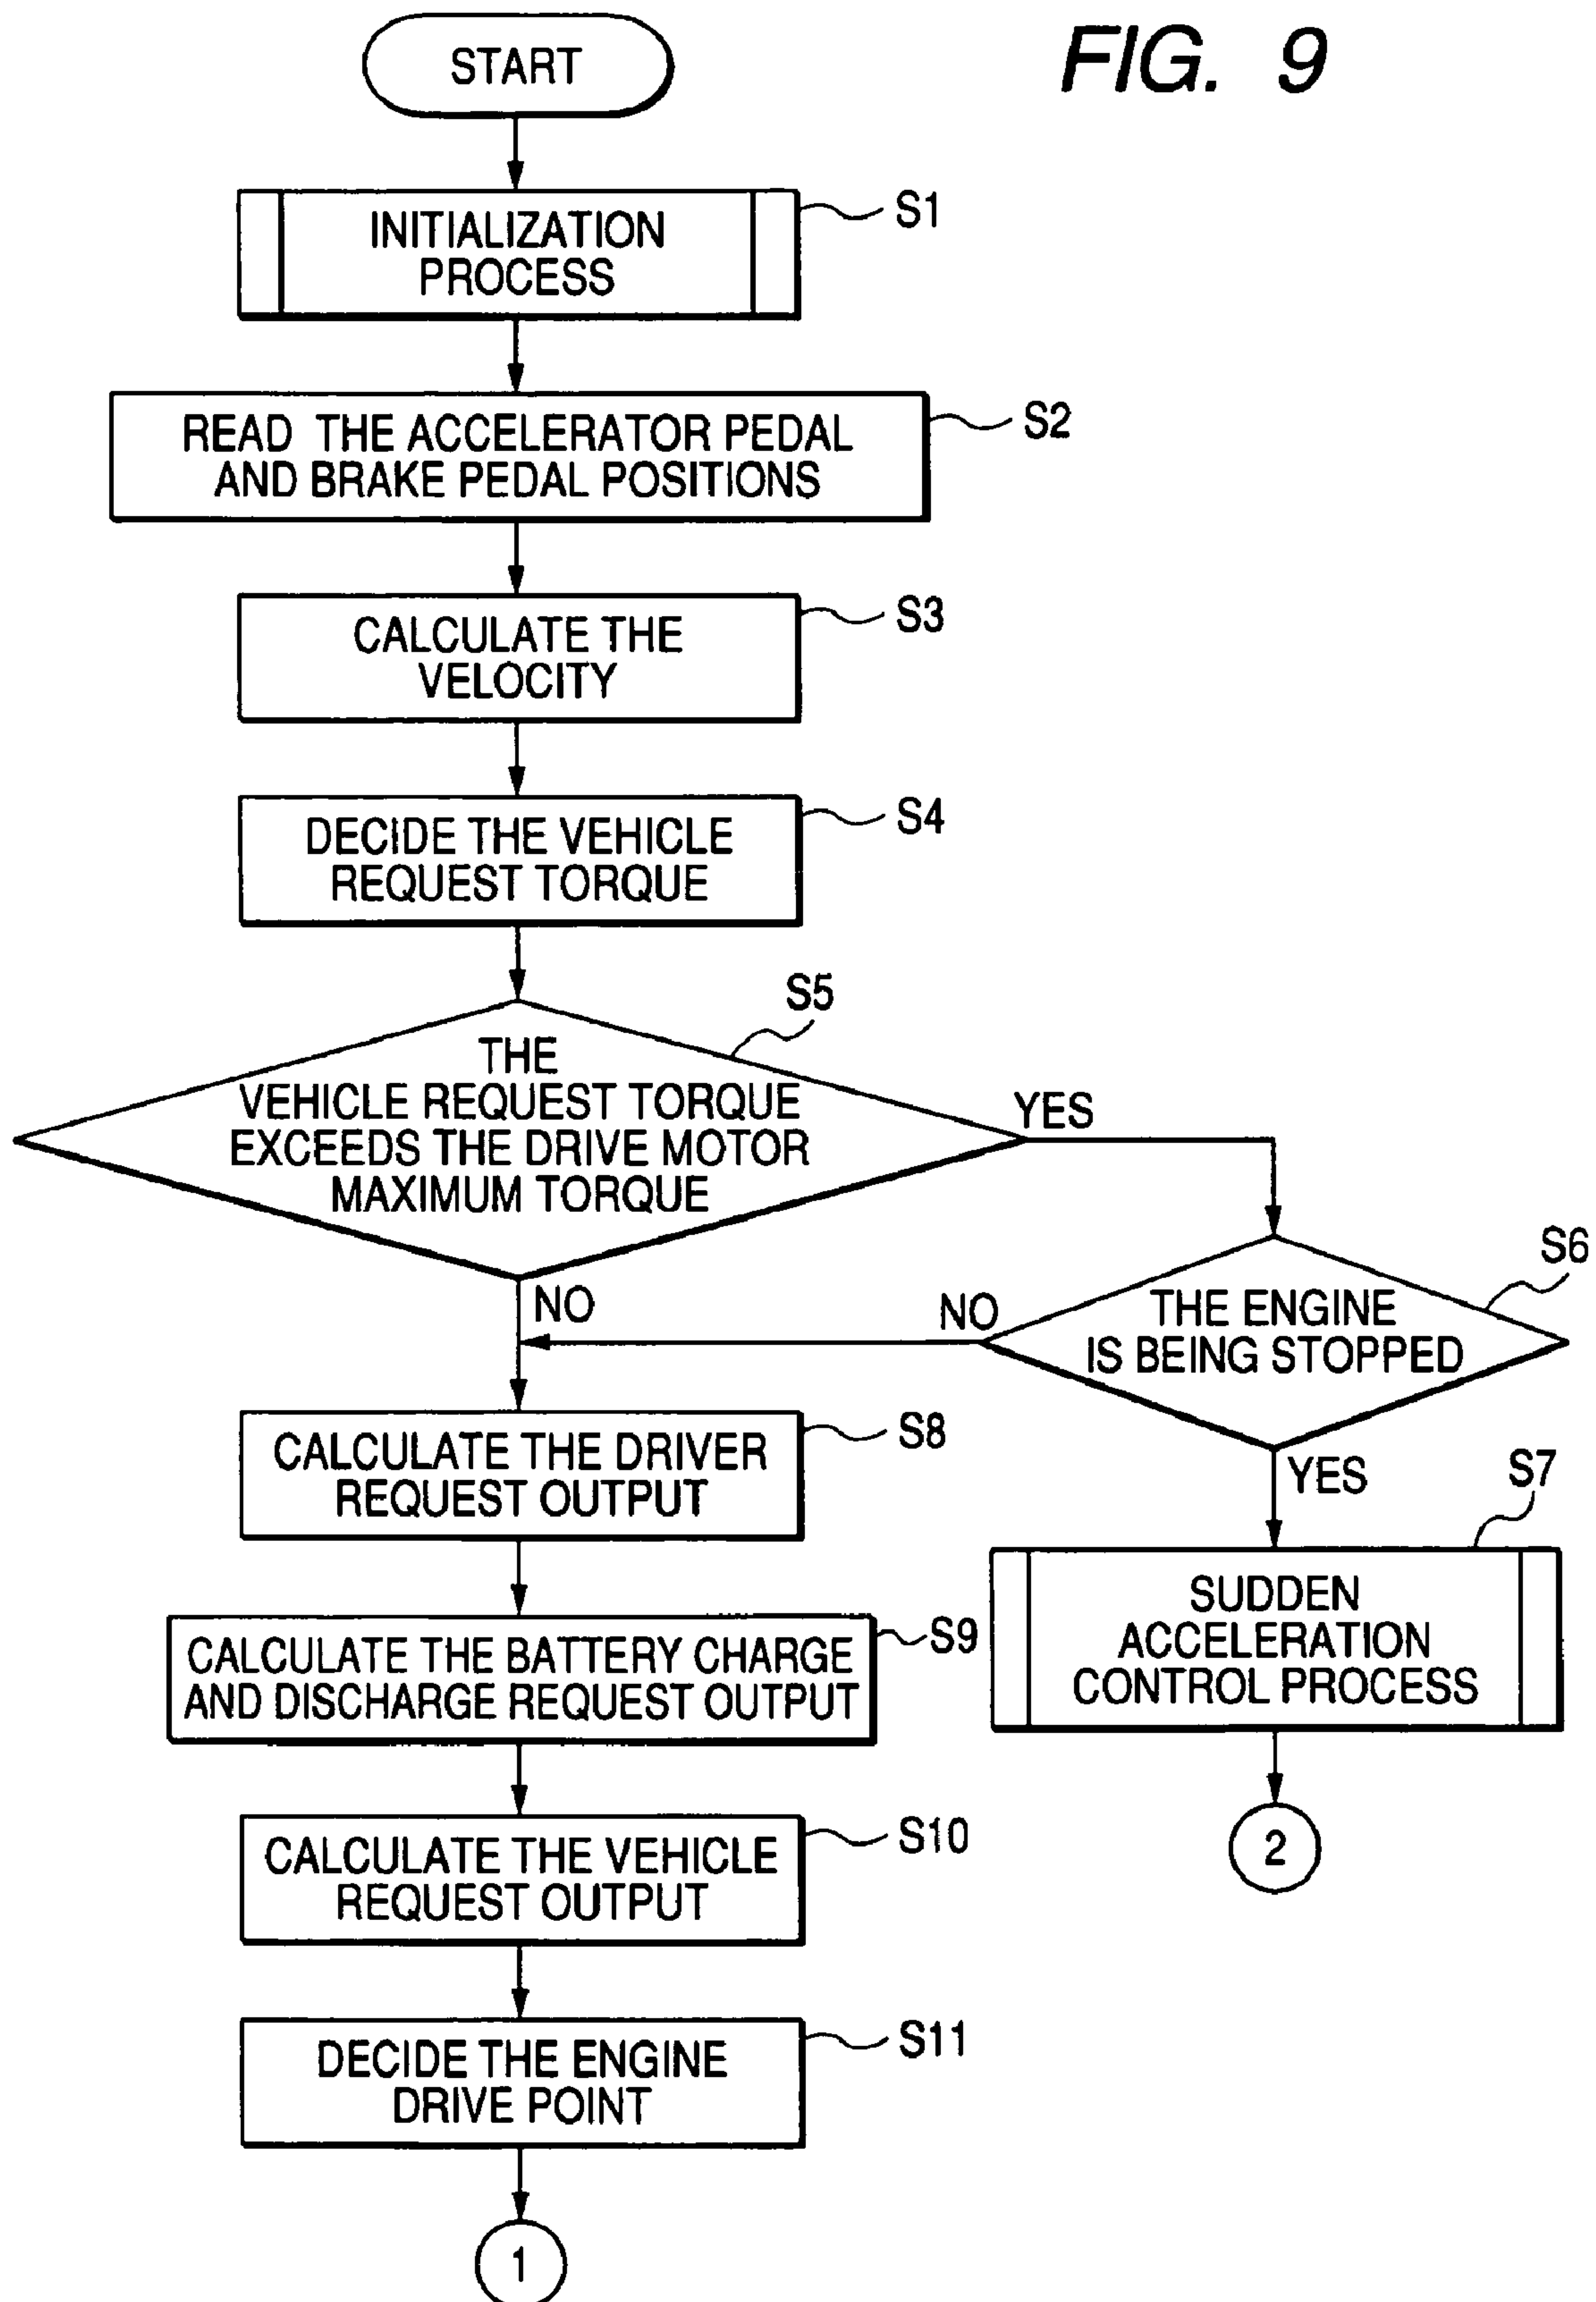 FIG. 9
START
INITIALIZATION
PROCESS
S1
READ THE ACCELERATOR PEDAL
AND BRAKE PEDAL POSITIONS
S2
CALCULATE THE
VELOCITY
S3
DECIDE THE VEHICLE
REQUEST TORQUE
S4
S5
THE
VEHICLE REQUEST TORQUE
EXCEEDS THE DRIVE MOTOR
MAXIMUM TORQUE
YES
NO
S6
THE ENGINE
IS BEING STOPPED
NO
YES
S7
SUDDEN
ACCELERATION
CONTROL PROCESS
2
CALCULATE THE DRIVER
REQUEST OUTPUT
S8
CALCULATE THE BATTERY CHARGE
AND DISCHARGE REQUEST OUTPUT
S9
CALCULATE THE VEHICLE
REQUEST OUTPUT
S10
DECIDE THE ENGINE
DRIVE POINT
S11
1